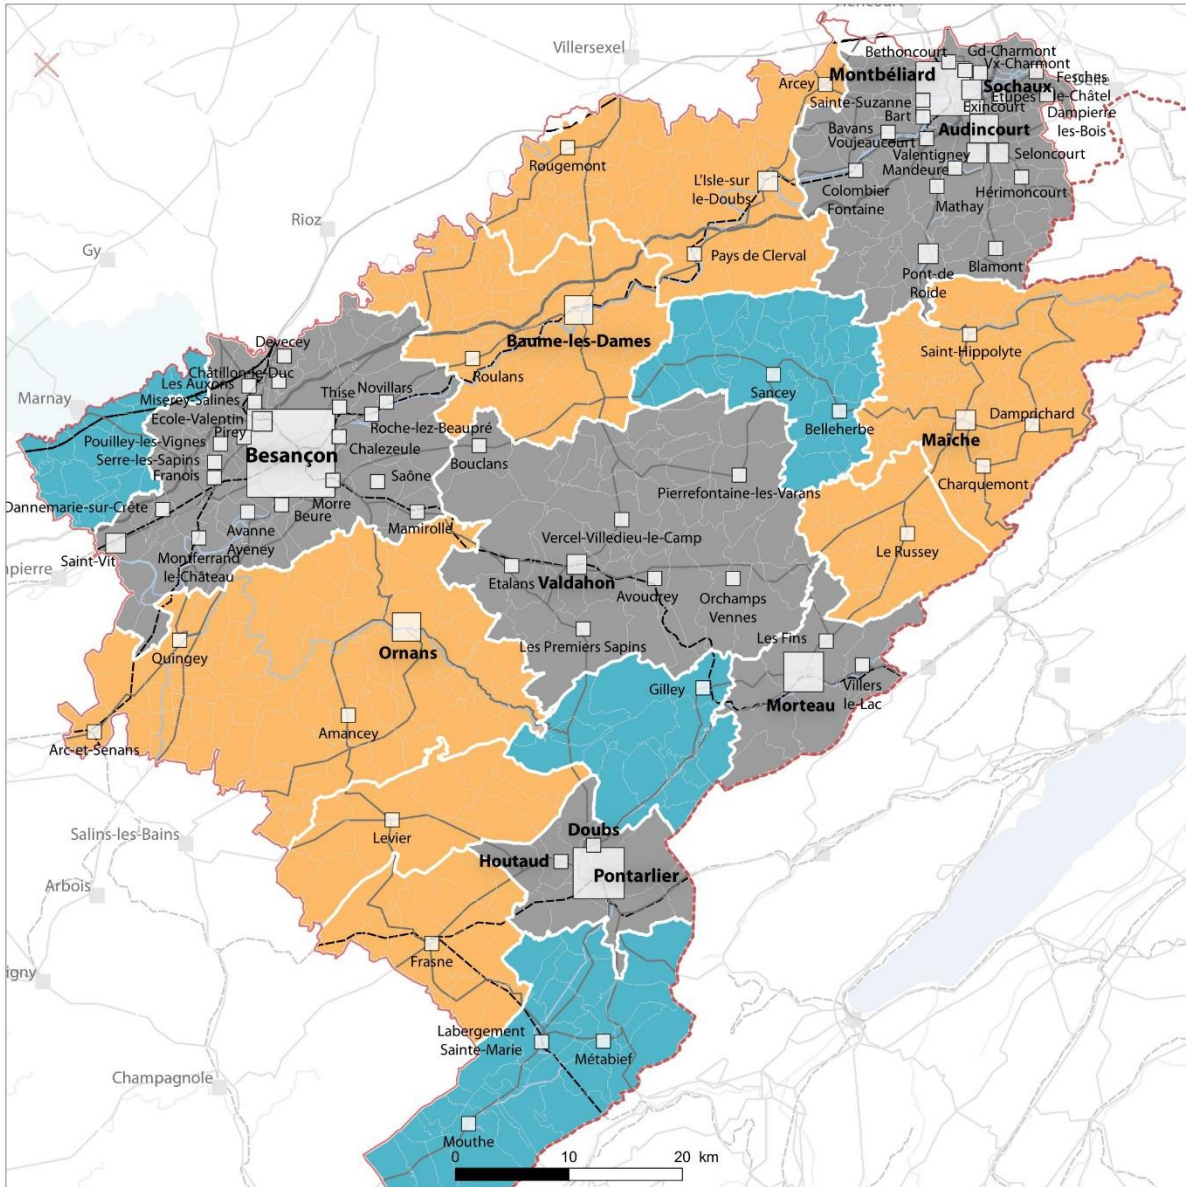 Héricourt
Villersexel
Bethoncourt
Gd-Charmont
Vx-Charmont
Montbéliard
Fesches
le-Châtel
Arcey
Sochaux
Sainte-Suzanne
Etupes
Exincourt
Dampierre
les-Bois
Bart
Audincourt
Bavans
Voujeaucourt
Valentigney
Seloncourt
Rougemont
Mandeure
L'Isle-sur
le-Doubs
Colombier
Fontaine
Hérimoncourt
Mathay
Rioz
Gy
Pays de Clerval
Blamont
Pont-de
Roide
Baume-les-Dames
Saint-Hippolyte
Devecey
Châtillon-le-Duc
Roulans
Les Auxons
Thise
Novillars
Sancey
Marnay
Miserey-Salines
Ecole-Valentin
Roche-lez-Beaupré
Belleherbe
Damprichard
Pouilley-les-Vignes
Pirey
Maîche
Serre-les-Sapins
Besançon
Chalezeule
Bouclans
Franois
Saône
Pierrefontaine-les-Varans
Charquemont
Dannemarie-sur-Crête
Morre
Beure
Mamirolle
Avanne
Aveney
Vercel-Villedieu-le-Camp
Le Russey
Saint-Vit
Montferrand
le-Château
Etalans
Valdahon
Avoudrey
Orchamps
Vennes
Les Premiers Sapins
Les Fins
Quingey
Ornans
Gilley
Villers
le-Lac
Morteau
Amancey
Arc-et-Senans
Salins-les-Bains
Levier
Doubs
Houtaud
Pontarlier
Arbois
Frasne
Labergement
Sainte-Marie
Métabief
Champagnole
Mouthe
0 10 20 km